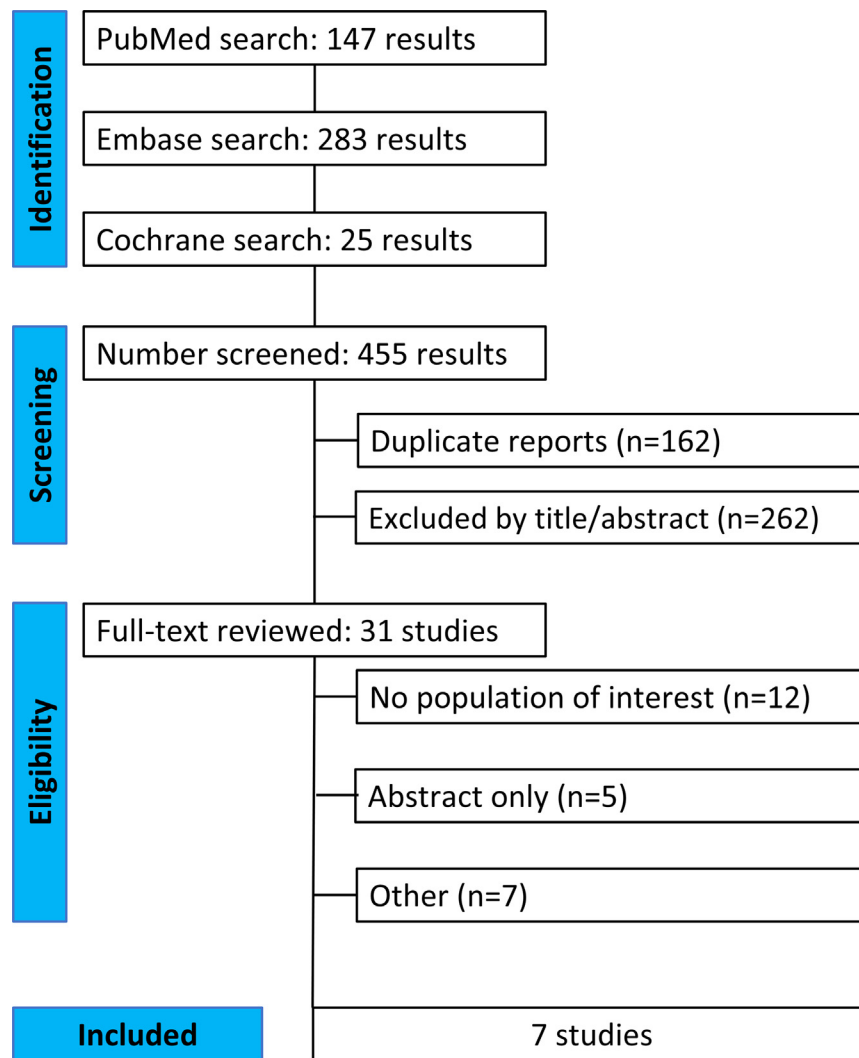 Identification
PubMed search: 147 results
Embase search: 283 results
Cochrane search: 25 results
Screening
Number screened: 455 results
Duplicate reports (n=162)
Excluded by title/abstract (n=262)
Eligibility
Full-text reviewed: 31 studies
No population of interest (n=12)
Abstract only (n=5)
Other (n=7)
Included
7 studies